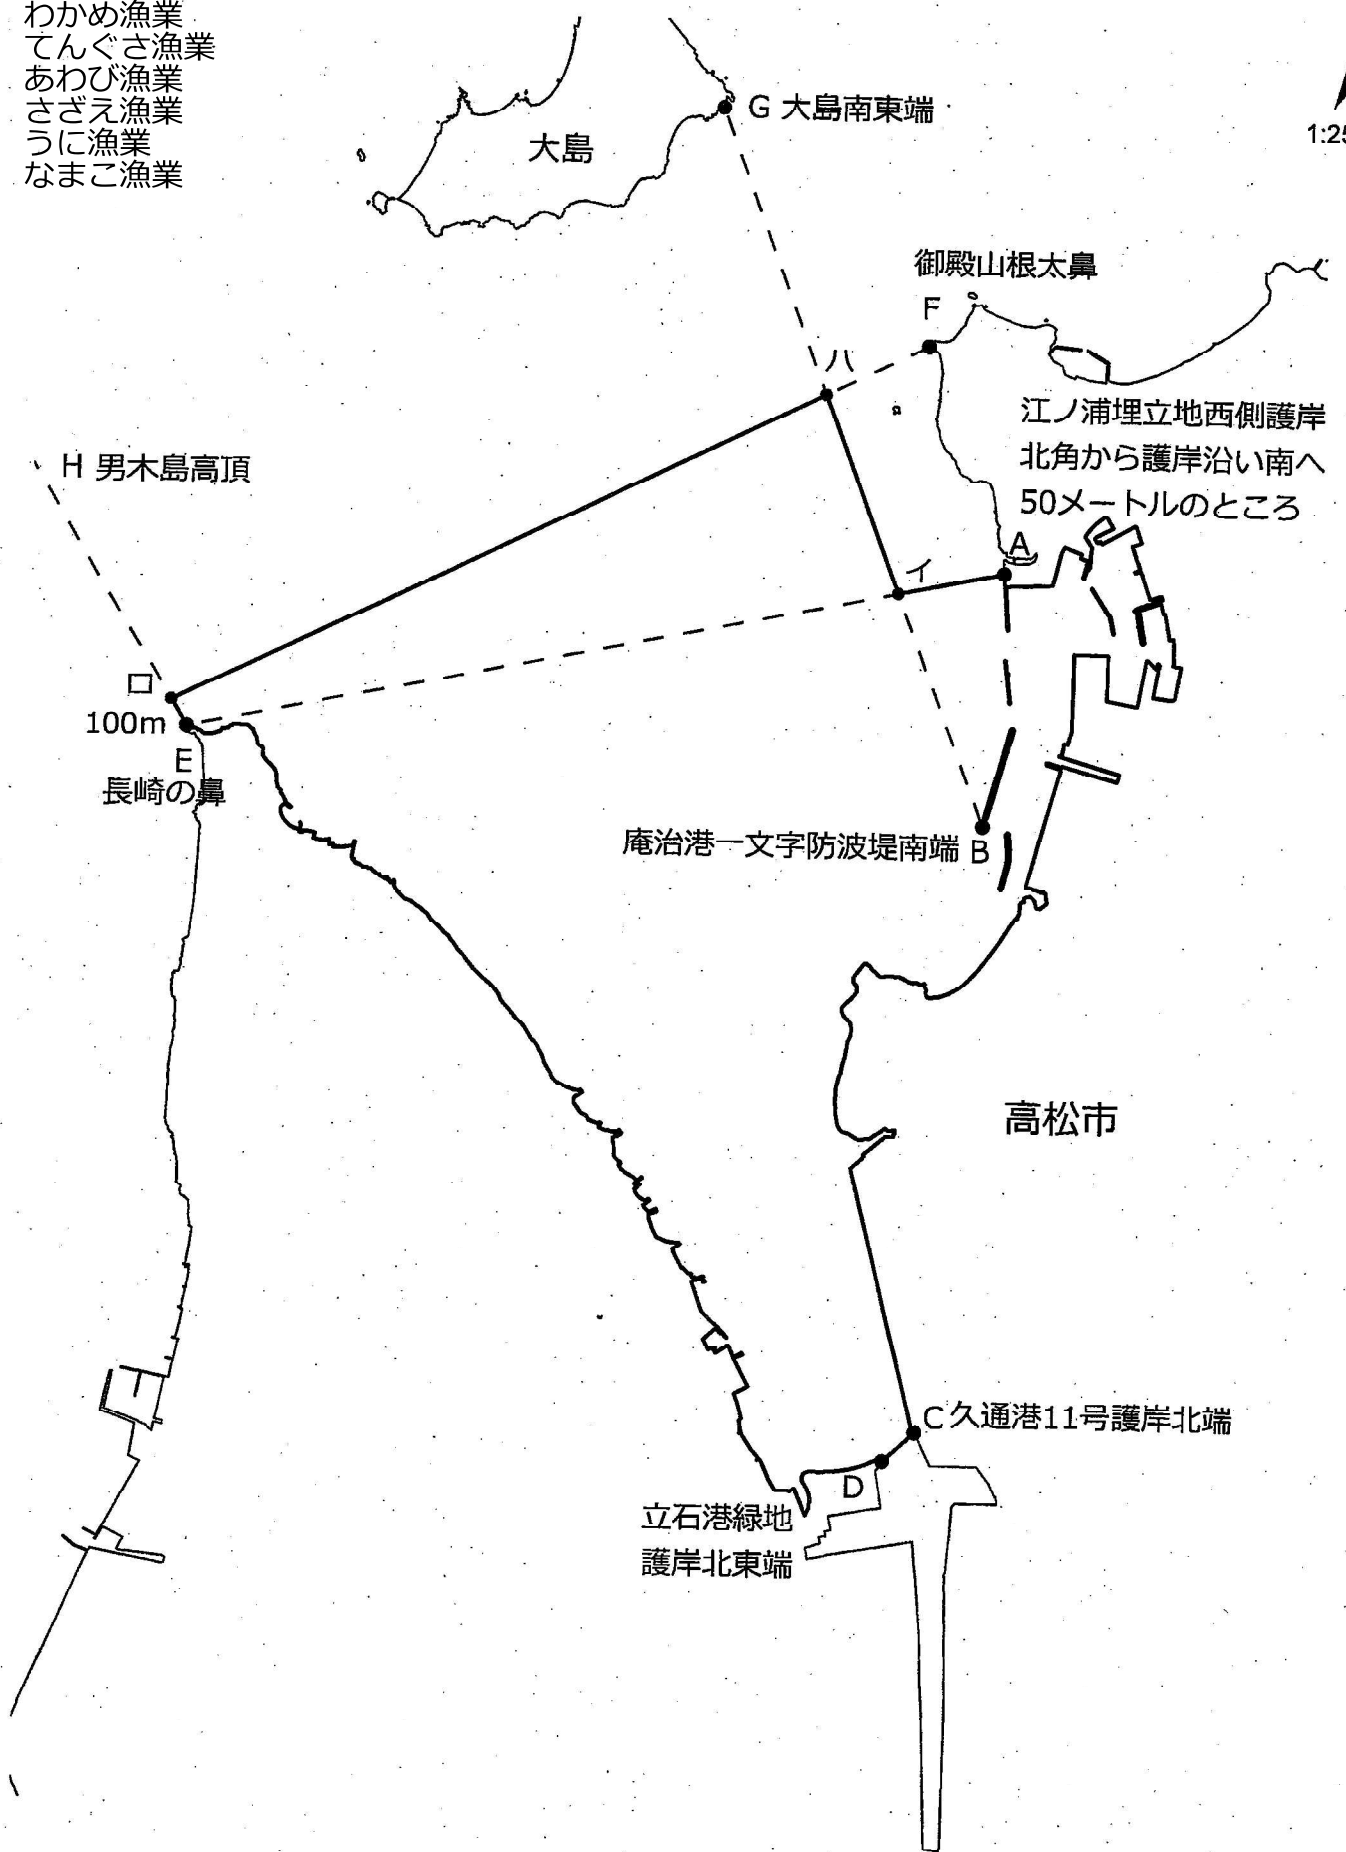 わかめ漁業
てんぐさ漁業
あわび漁業
さざえ漁業
うに漁業
なまこ漁業
G 大島南東端
大島
1:25
御殿山根太鼻
F
ハ
江ノ浦埋立地西側護岸
北角から護岸沿い南へ
50メートルのところ
H 男木島高頂
A
イ
ロ
100m
E
長崎の鼻
庵治港一文字防波堤南端 B
高松市
C 久通港11号護岸北端
D
立石港緑地
護岸北東端